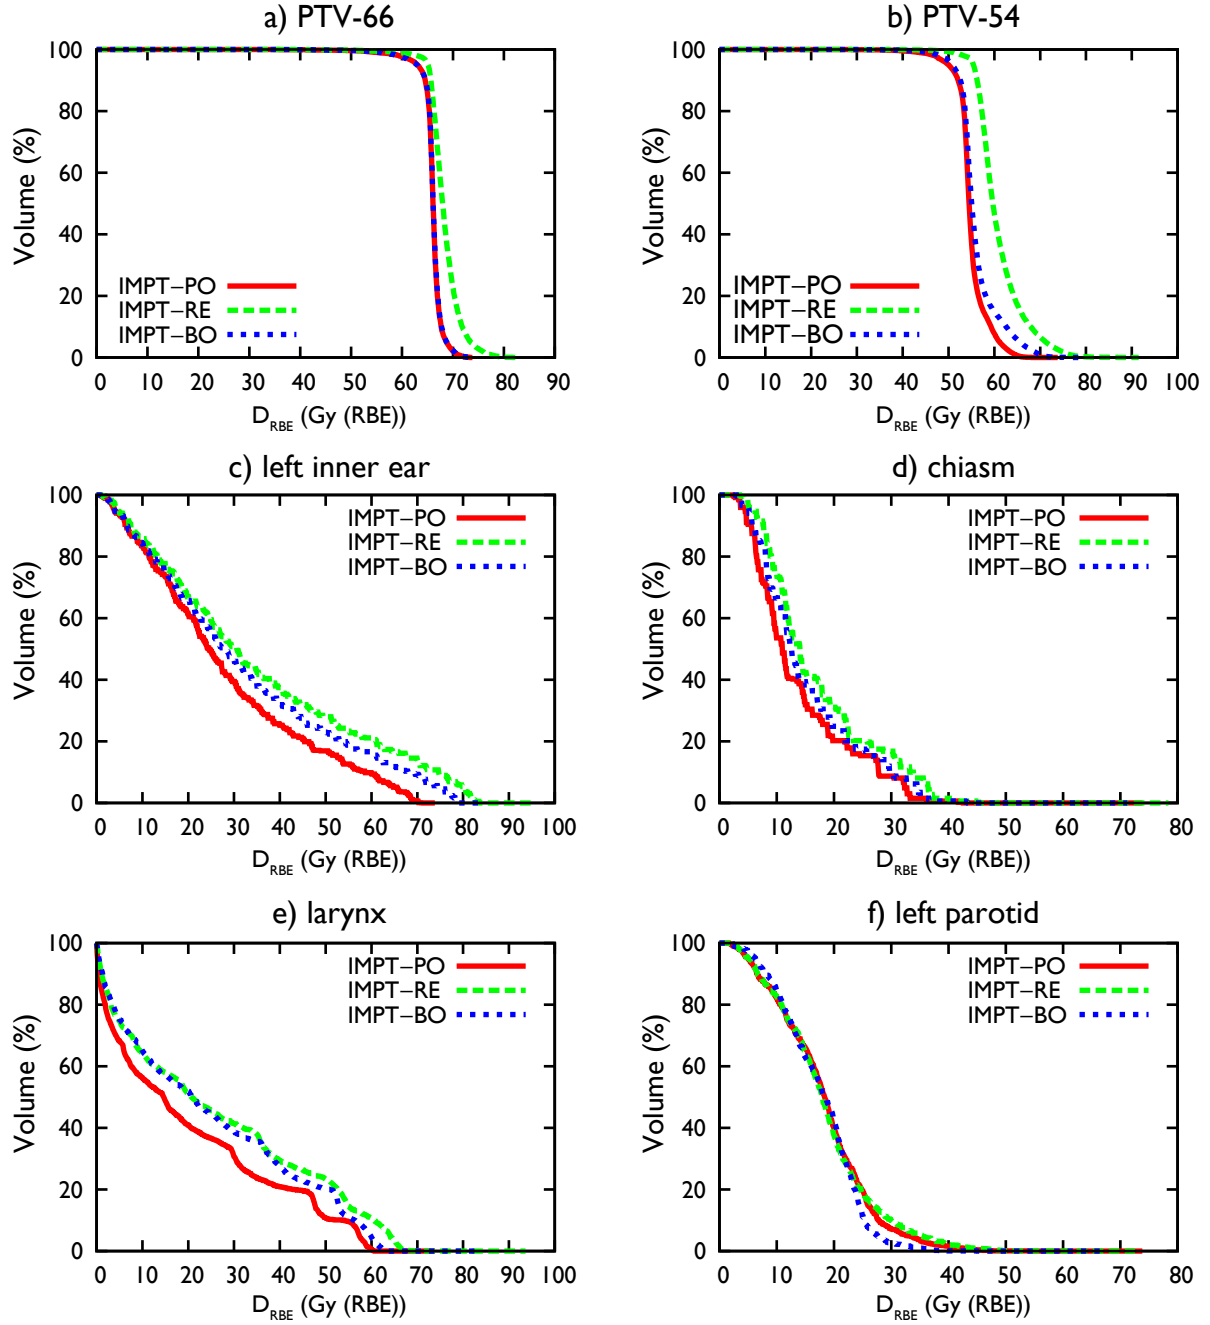 a) PTV-66
100
80
60
40
20
0
Volume (%)
IMPT–PO
IMPT–RE
IMPT–BO
0 10 20 30 40 50 60 70 80 90
D_RBE (Gy (RBE))
b) PTV-54
100
80
60
40
20
0
Volume (%)
IMPT–PO
IMPT–RE
IMPT–BO
0 10 20 30 40 50 60 70 80 90 100
D_RBE (Gy (RBE))
c) left inner ear
100
80
60
40
20
0
Volume (%)
IMPT–PO
IMPT–RE
IMPT–BO
0 10 20 30 40 50 60 70 80 90 100
D_RBE (Gy (RBE))
d) chiasm
100
80
60
40
20
0
Volume (%)
IMPT–PO
IMPT–RE
IMPT–BO
0 10 20 30 40 50 60 70 80
D_RBE (Gy (RBE))
e) larynx
100
80
60
40
20
0
Volume (%)
IMPT–PO
IMPT–RE
IMPT–BO
0 10 20 30 40 50 60 70 80 90 100
D_RBE (Gy (RBE))
f) left parotid
100
80
60
40
20
0
Volume (%)
IMPT–PO
IMPT–RE
IMPT–BO
0 10 20 30 40 50 60 70 80
D_RBE (Gy (RBE))